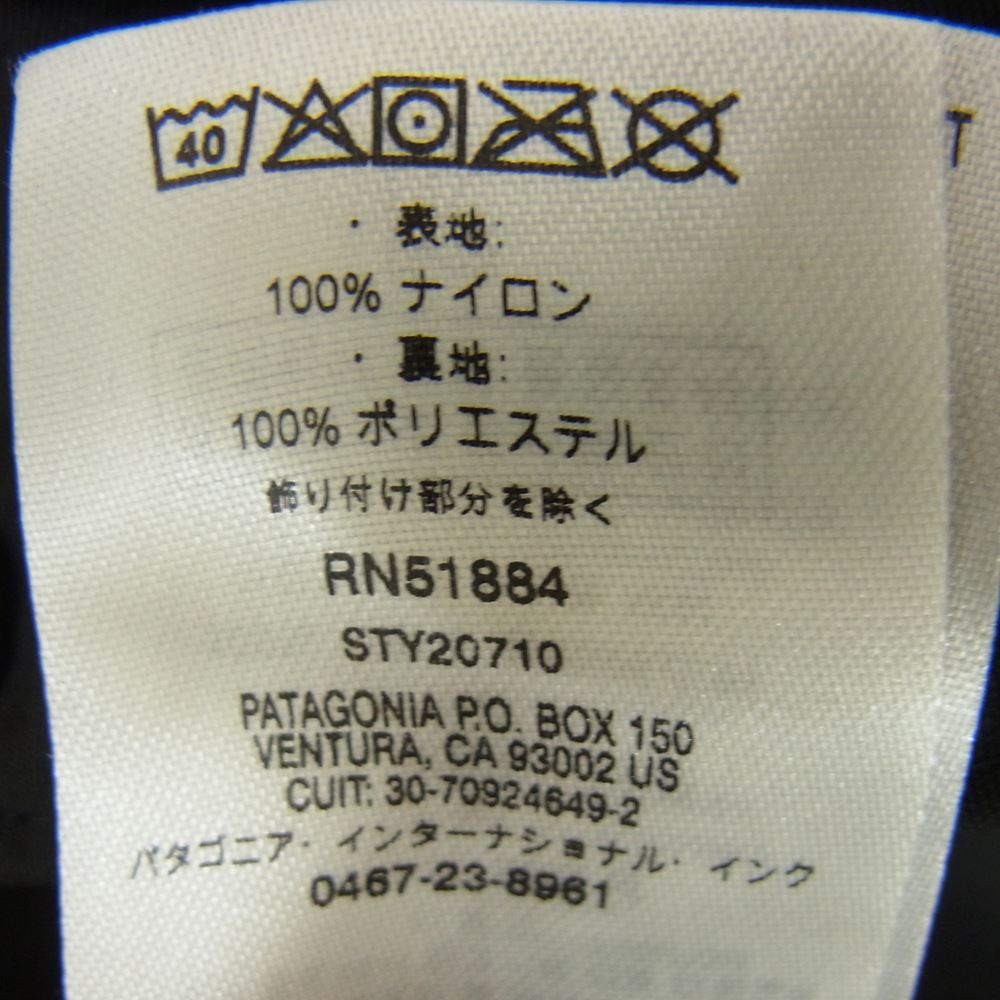 40
・表地:
100% ナイロン
・裏地:
100% ポリエステル
飾り付け部分を除く
RN51884
STY20710
PATAGONIA P.O. BOX 150
VENTURA, CA 93002 US
CUIT: 30-70924649-2
パタゴニア・インターナショナル・インク
0467-23-8961
T